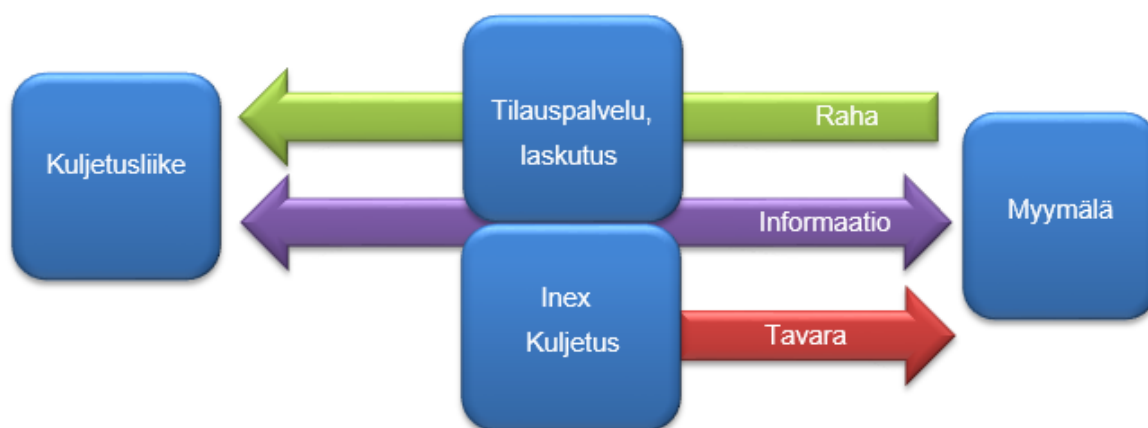 Kuljetusliike
Tilauspalvelu,
laskutus
Raha
Informaatio
Myymälä
Inex
Kuljetus
Tavara